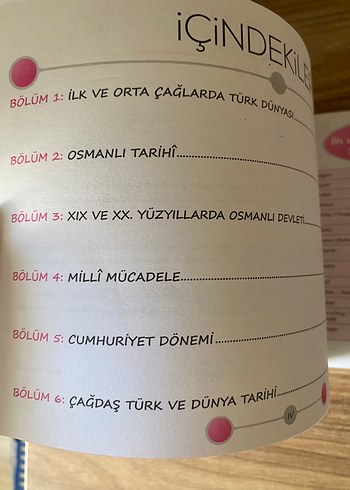 İÇİNDEKİLER
BÖLÜM 1: İLK VE ORTA ÇAĞLARDA TÜRK DÜNYASI
BÖLÜM 2: OSMANLI TARİHÎ
BÖLÜM 3: XIX VE XX. YÜZYILLARDA OSMANLI DEVLETİ
BÖLÜM 4: MİLLÎ MÜCADELE
BÖLÜM 5: CUMHURİYET DÖNEMİ
BÖLÜM 6: ÇAĞDAŞ TÜRK VE DÜNYA TARİHİ
IV